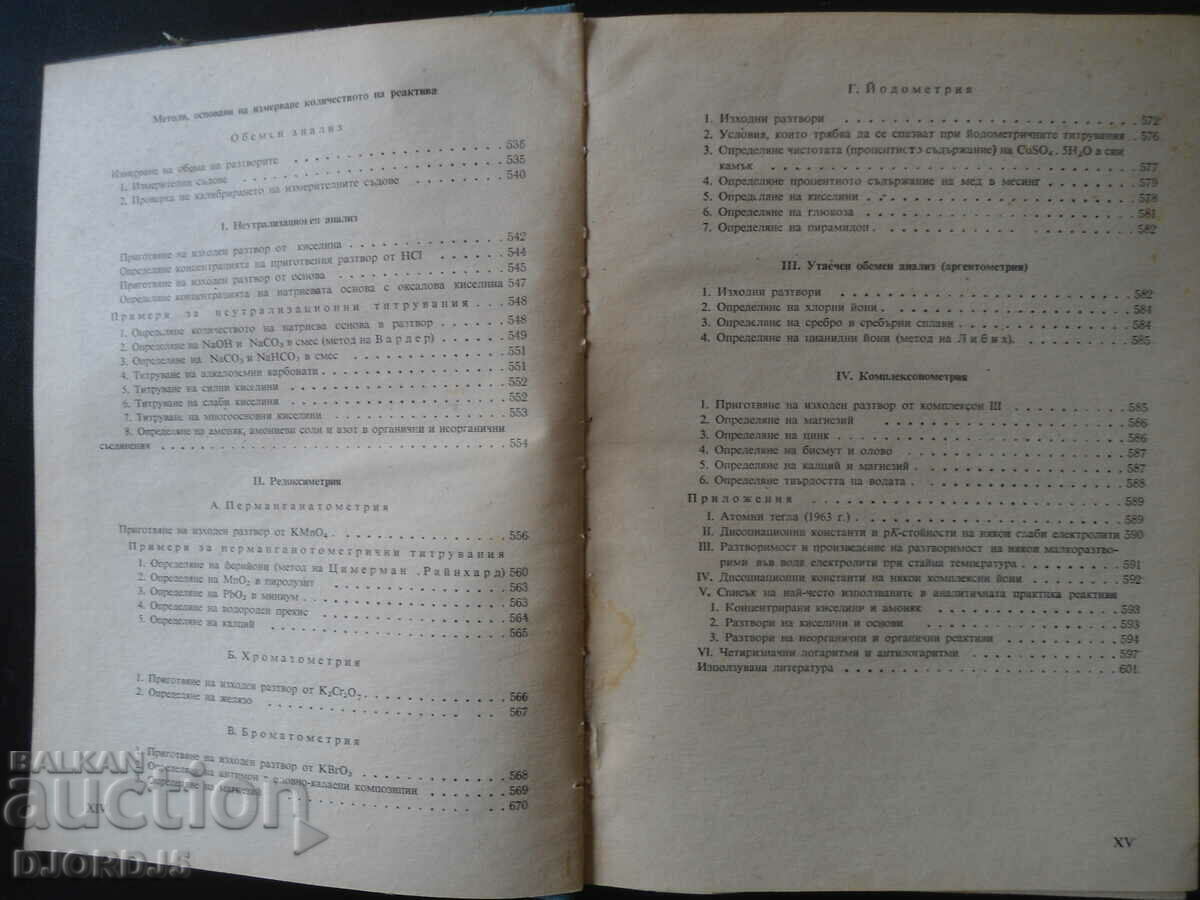 Методи, основани на измерване количеството на реактива
Обемен анализ
Измерване на обема на разтворите . . . 535
1. Измерителни съдове . . . 535
2. Проверка не калибрирането на измерителните съдове . . . 540
I. Неутрализационен анализ
Приготвяне на изходен разтвор от киселина . . . 542
Определяне концентрацията на приготвения разтвор от HCl . . . 544
Приготвяне на изходен разтвор от основа . . . 545
Определяне концентрацията на натриевата основа с оксалова киселина 547
Примери за неутрализационни титрувания . . . 548
1. Определяне количеството на натриева основа в разтвор . . . 548
2. Определяне на NaOH и NaCO₃ в смес (метод на Вардер) . . . 549
3. Определяне на NaCO₃ и NaHCO₃ в смес . . . 551
4. Титруване на алкалоземни карбонати . . . 551
5. Титруване на силни киселини . . . 552
6. Титруване на слаби киселини . . . 552
7. Титруване на многоосновни киселини . . . 553
8. Определяне на амоняк, амониеви соли и азот в органични и неорганични
съединения . . . 554
II. Редоксиметрия
А. Перманганатометрия
Приготвяне на изходен разтвор от KMnO₄ . . . 556
Примери за перманганотометрични титрувания
1. Определяне наферийони (метод на Цимерман . Райнхард) 560
2. Определяне на MnO₂ в пиролузит . . . 563
3. Определяне на PbO₂ в миниум . . . 563
4. Определяне на водороден прекис . . . 564
5. Определяне на калций . . . 565
Б. Хроматометрия
1. Приготвяне на изходен разтвор от K₂Cr₂O₇ . . . 566
2. Определяне на желязо . . . 567
В. Броматометрия
1. Приготвяне на изходен разтвор от KBrO₃ . . . 568
Определяне на антимон в оловно-калаени композиции . . . 569
Определяне на магнезий . . . 670
XIV
Г. Йодометрия
1. Изходни разтвори . . . 572
2. Условия, които трябва да се спезват при йодометричните титрувания . 576
3. Определяне чистотата (процентисто съдържание) на CuSO₄ . 5H₂O в син
камък . . . 577
4. Определяне процентното съдържание на мед в месинг . . . 579
5. Определяне на киселини . . . 578
6. Определяне на глюкоза . . . 581
7. Определяне на пирамидон . . . 582
III. Утаечен обемен анализ (аргентометрия)
1. Изходни разтвори . . . 582
2. Определяне на хлорни йони . . . 584
3. Определяне на сребро в сребърни сплави . . . 584
4. Определяне на цианидни йони (метод на Либих). . . . 585
IV. Комплексонометрия
1. Приготвяне на изходен разтвор от комплексон III . . . 585
2. Определяне на магнезий . . . 586
3. Определяне на цинк . . . 586
4. Определяне на бисмут и олово . . . 587
5. Определяне на калций и магнезий . . . 587
6. Определяне твърдостта на водата . . . 588
Приложения . . . 589
I. Атомни тегла (1963 г.) . . . 589
II. Дисоциационни константи и pK-стойности на някои слаби електролити 590
III. Разтворимост и произведение на разтворимост на някои малкоразтво-
рими във вода електролити при стайна температура . . . 591
IV. Дисоциационни константи на някои комплексни йони . . . 592
V. Списък на най-често използваните в аналитичната практика реактиви
1. Концентрирани киселини и амоняк . . . 593
2. Разтвори на киселини и основи . . . 593
3. Разтвори на неорганични и органични реактиви . . . 594
VI. Четиризначни логаритми и антилогаритми . . . 597
Използувана литература . . . 601
XV
BALKAN
auction
DJORDJ5